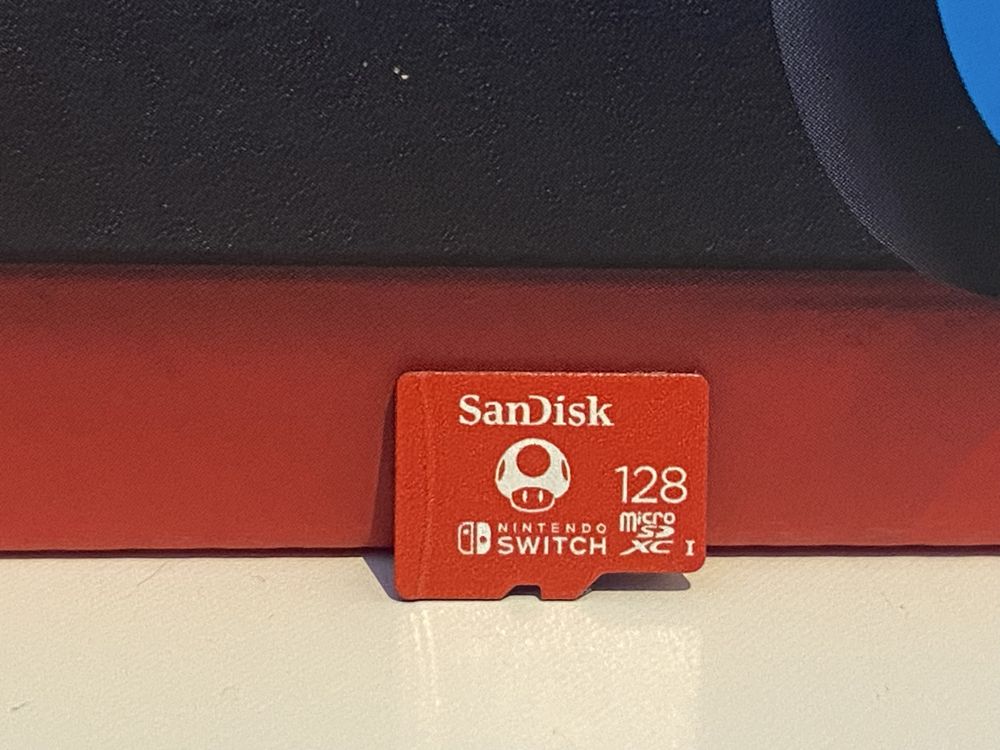 SanDisk
128
NINTENDO
SWITCH
micro
SD
XC I